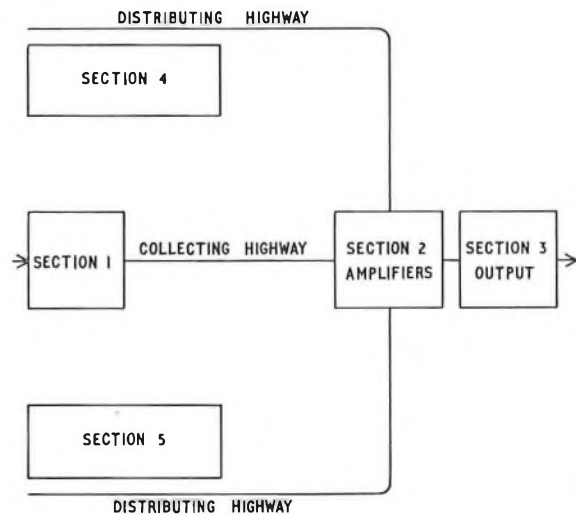 DISTRIBUTING HIGHWAY
SECTION 4
SECTION 1
COLLECTING HIGHWAY
SECTION 2
AMPLIFIERS
SECTION 3
OUTPUT
SECTION 5
DISTRIBUTING HIGHWAY